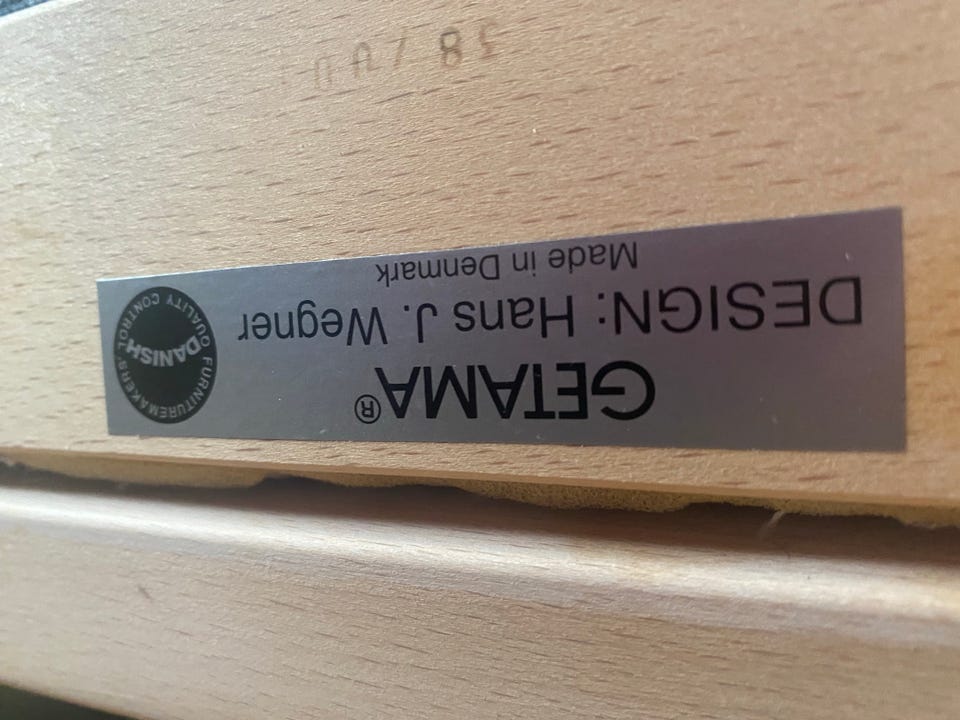 GETAMA®
DESIGN: Hans J. Wegner
Made in Denmark
DANISH
FURNITUREMAKERS'
QUALITY CONTROL